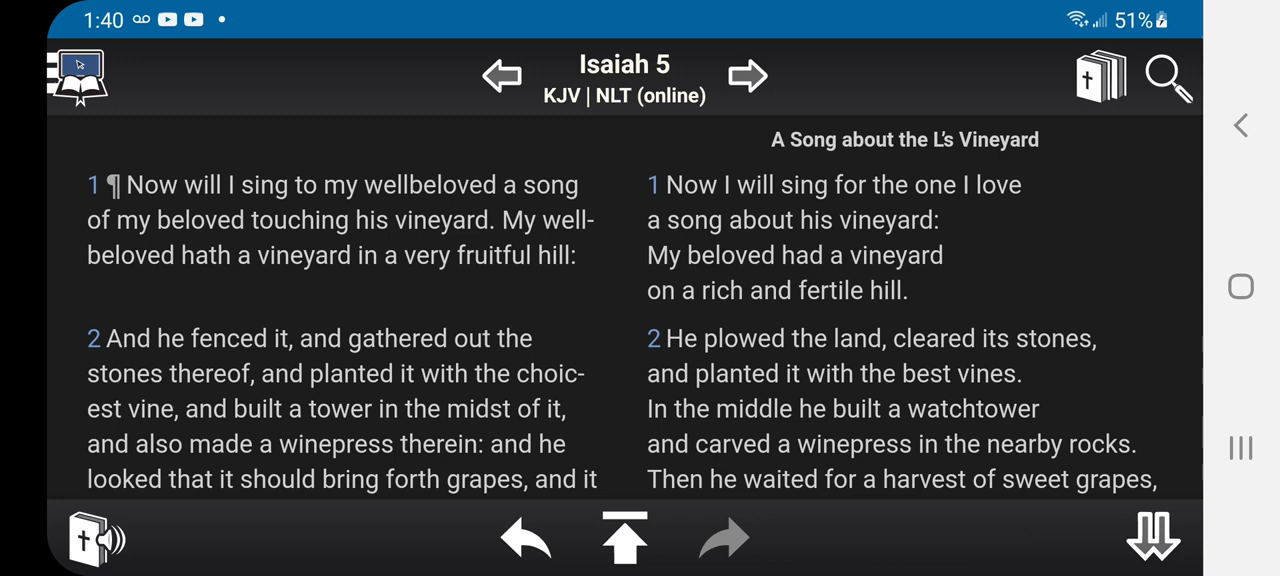 1:40
51%
Isaiah 5
KJV | NLT (online)
1 ¶ Now will I sing to my wellbeloved a song
of my beloved touching his vineyard. My well-
beloved hath a vineyard in a very fruitful hill:
2 And he fenced it, and gathered out the
stones thereof, and planted it with the choic-
est vine, and built a tower in the midst of it,
and also made a winepress therein: and he
looked that it should bring forth grapes, and it
A Song about the L’s Vineyard
1 Now I will sing for the one I love
a song about his vineyard:
My beloved had a vineyard
on a rich and fertile hill.
2 He plowed the land, cleared its stones,
and planted it with the best vines.
In the middle he built a watchtower
and carved a winepress in the nearby rocks.
Then he waited for a harvest of sweet grapes,